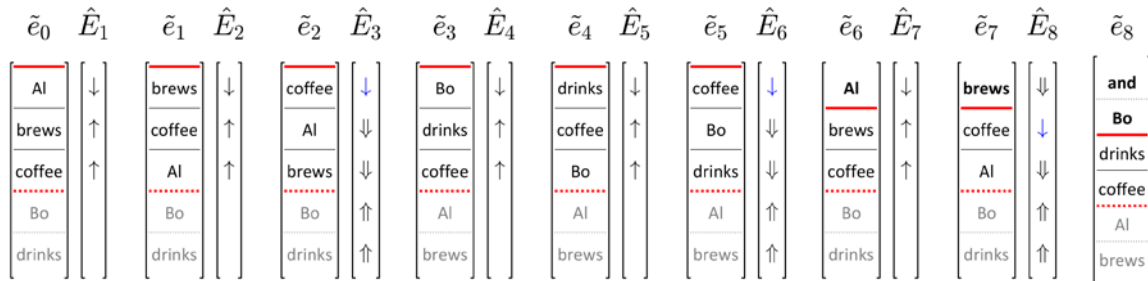 ẽ₀ Ê₁ ẽ₁ Ê₂ ẽ₂ Ê₃ ẽ₃ Ê₄ ẽ₄ Ê₅ ẽ₅ Ê₆ ẽ₆ Ê₇ ẽ₇ Ê₈ ẽ₈
Al ↓ brews ↓ coffee ↓ Bo ↓ drinks ↓ coffee ↓ Al ↓ brews ⇓ and
brews ↑ coffee ↑ Al ⇓ drinks ↑ coffee ↑ Bo ⇓ brews ↑ coffee ↓ Bo
coffee ↑ Al ↑ brews ⇓ coffee ↑ Bo ↑ drinks ⇓ coffee ↑ Al ⇓ drinks
Bo Bo Bo ⇑ Al Al Al ⇑ Bo Bo ⇑ coffee
drinks drinks drinks ⇑ brews brews brews ⇑ drinks drinks ⇑ Al
brews